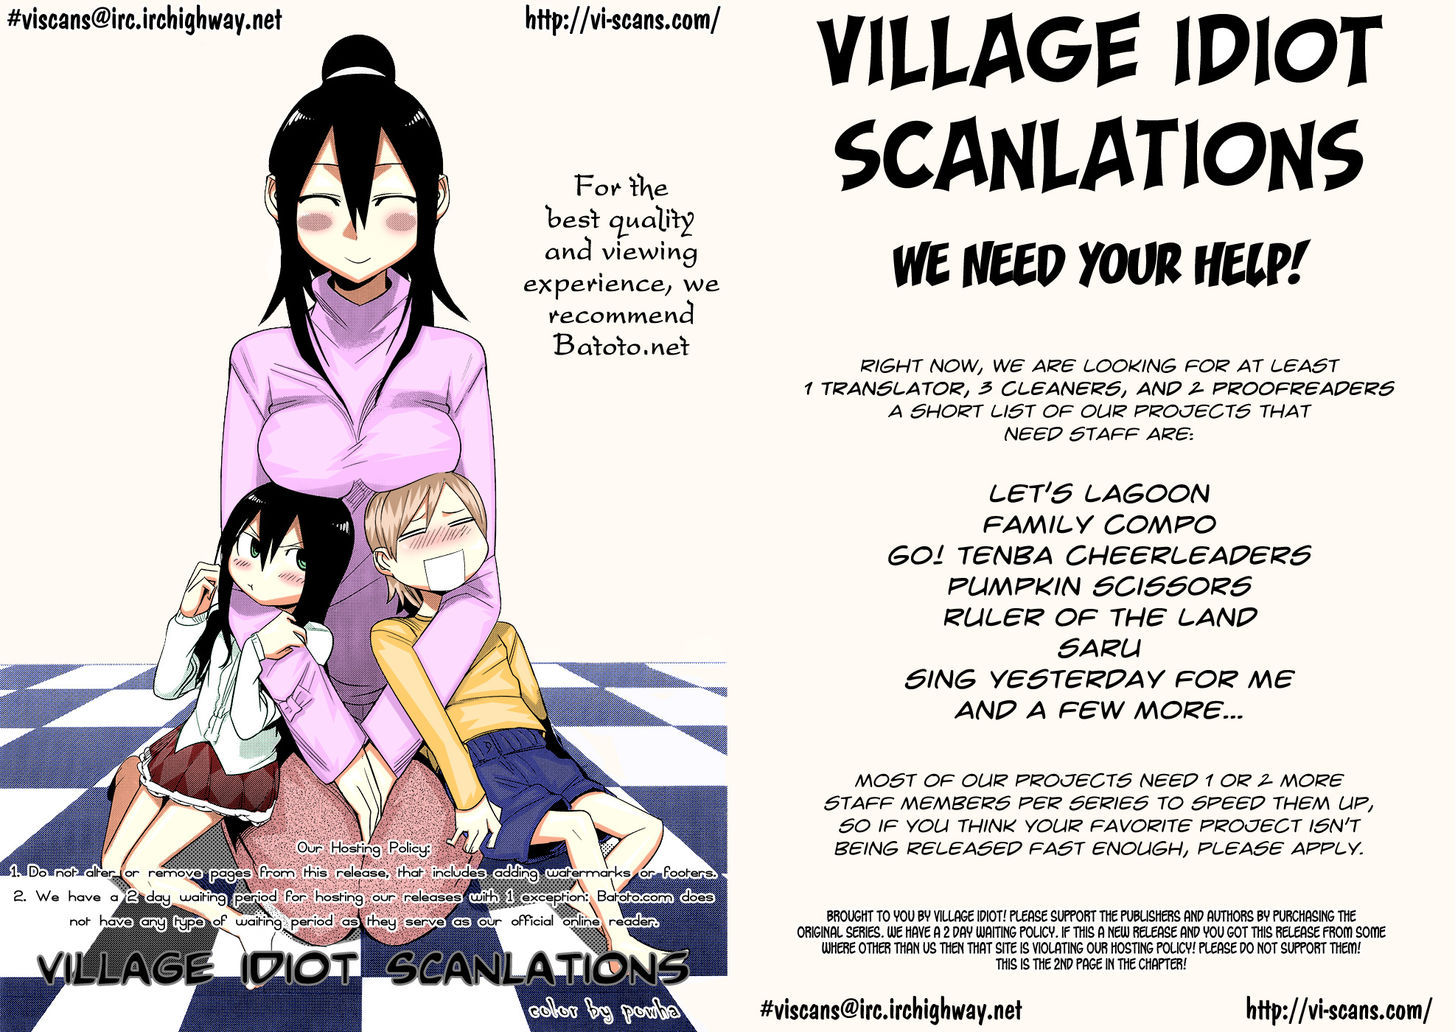 #viscans@irc.irchighway.net
http://vi-scans.com/
For the
best quality
and viewing
experience, we
recommend
Batoto.net
Our Hosting Policy:
1. Do not alter or remove pages from this release, that includes adding watermarks or footers.
2. We have a 2 day waiting period for hosting our releases with 1 exception: Batoto.com does
not have any type of waiting period as they serve as our official online reader.
VILLAGE IDIOT SCANLATIONS
color by powha
VILLAGE IDIOT
SCANLATIONS
WE NEED YOUR HELP!
RIGHT NOW, WE ARE LOOKING FOR AT LEAST
1 TRANSLATOR, 3 CLEANERS, AND 2 PROOFREADERS
A SHORT LIST OF OUR PROJECTS THAT
NEED STAFF ARE:
LET'S LAGOON
FAMILY COMPO
GO! TENBA CHEERLEADERS
PUMPKIN SCISSORS
RULER OF THE LAND
SARU
SING YESTERDAY FOR ME
AND A FEW MORE...
MOST OF OUR PROJECTS NEED 1 OR 2 MORE
STAFF MEMBERS PER SERIES TO SPEED THEM UP,
SO IF YOU THINK YOUR FAVORITE PROJECT ISN'T
BEING RELEASED FAST ENOUGH, PLEASE APPLY.
BROUGHT TO YOU BY VILLAGE IDIOT! PLEASE SUPPORT THE PUBLISHERS AND AUTHORS BY PURCHASING THE
ORIGINAL SERIES. WE HAVE A 2 DAY WAITING POLICY. IF THIS A NEW RELEASE AND YOU GOT THIS RELEASE FROM SOME
WHERE OTHER THAN US THEN THAT SITE IS VIOLATING OUR HOSTING POLICY! PLEASE DO NOT SUPPORT THEM!
THIS IS THE 2ND PAGE IN THE CHAPTER!
#viscans@irc.irchighway.net
http://vi-scans.com/